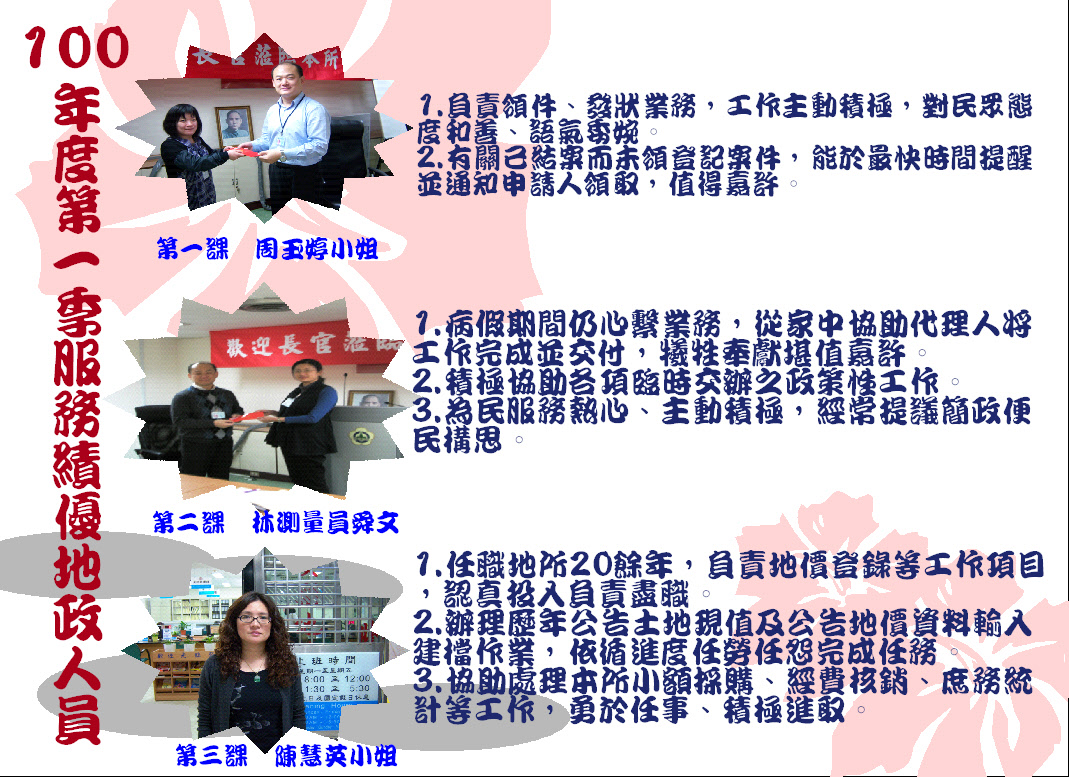 100
年度第一季服務績優地政人員
長官蒞臨本所
1.負責領件、發狀業務，工作主動積極，對民眾態
度和善、語氣委婉。
2.有關已結案而未領登記案件，能於最快時間提醒
並通知申請人領取，值得嘉許。
第一課 周玉婷小姐
歡迎長官蒞臨
1.病假期間仍心繫業務，從家中協助代理人將
工作完成並交付，犧牲奉獻堪值嘉許。
2.積極協助各項臨時交辦之政策性工作。
3.為民服務熱心、主動積極，經常提議簡政便
民構思。
第二課 林測量員舜文
1.任職地所20餘年，負責地價登錄等工作項目
，認真投入負責盡職。
2.辦理歷年公告土地現值及公告地價資料輸入
建檔作業，依循進度任勞任怨完成任務。
3.協助處理本所小額採購、經費核銷、庶務統
計等工作，勇於任事、積極進取。
上班時間
8:00 至 12:00
1:30 至 5:30
第三課 陳慧英小姐